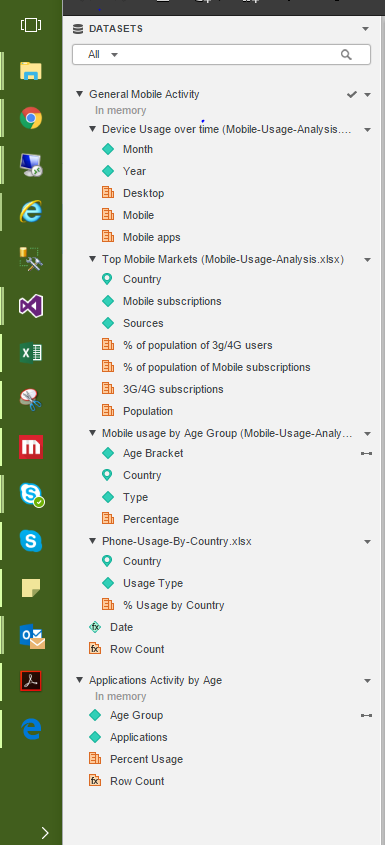 DATASETS
All
General Mobile Activity
In memory
Device Usage over time (Mobile-Usage-Analysis....
Month
Year
Desktop
Mobile
Mobile apps
Top Mobile Markets (Mobile-Usage-Analysis.xlsx)
Country
Mobile subscriptions
Sources
% of population of 3g/4G users
% of population of Mobile subscriptions
3G/4G subscriptions
Population
Mobile usage by Age Group (Mobile-Usage-Analy...
Age Bracket
Country
Type
Percentage
Phone-Usage-By-Country.xlsx
Country
Usage Type
% Usage by Country
fx Date
fx Row Count
Applications Activity by Age
In memory
Age Group
Applications
Percent Usage
fx Row Count